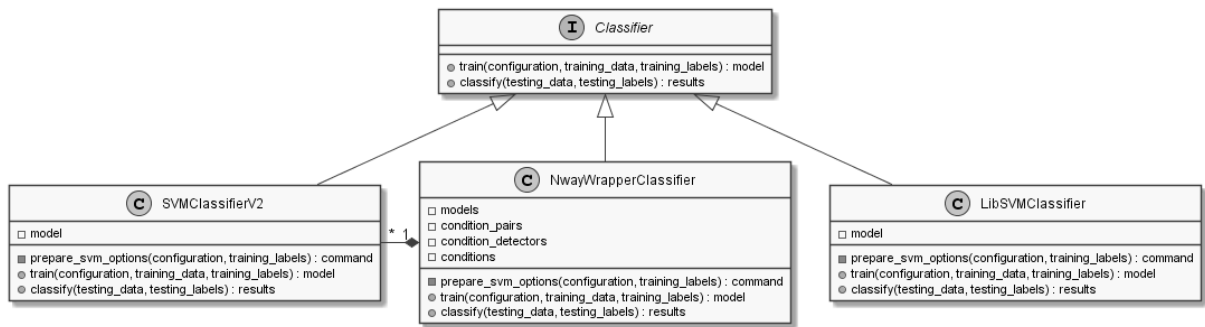 I Classifier
train(configuration, training_data, training_labels) : model
classify(testing_data, testing_labels) : results
C SVMClassifierV2
model
prepare_svm_options(configuration, training_labels) : command
train(configuration, training_data, training_labels) : model
classify(testing_data, testing_labels) : results
* 1
C NwayWrapperClassifier
models
condition_pairs
condition_detectors
conditions
prepare_svm_options(configuration, training_labels) : command
train(configuration, training_data, training_labels) : model
classify(testing_data, testing_labels) : results
C LibSVMClassifier
model
prepare_svm_options(configuration, training_labels) : command
train(configuration, training_data, training_labels) : model
classify(testing_data, testing_labels) : results